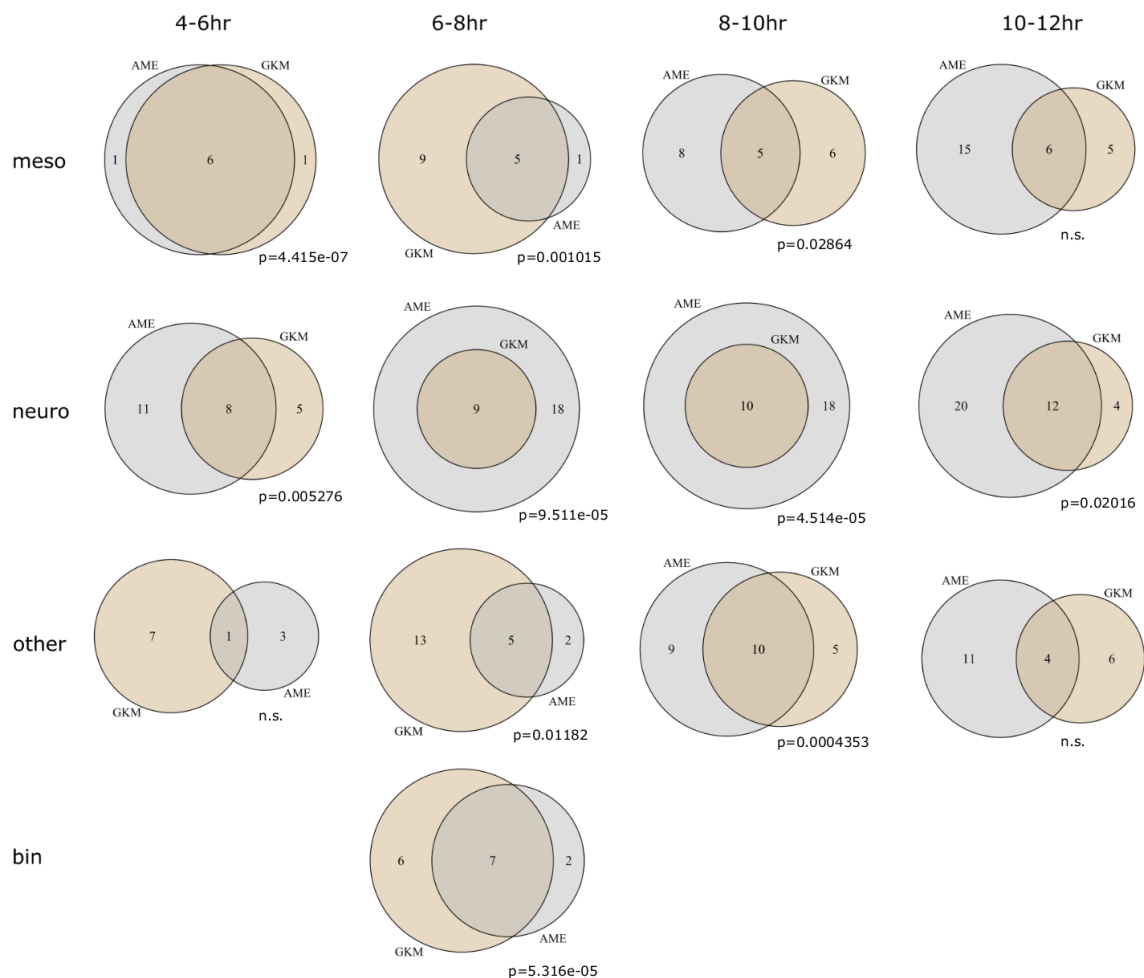 4-6hr 6-8hr 8-10hr 10-12hr
meso
AME GKM
1 6 1
p=4.415e-07
9 5 1
AME
GKM
p=0.001015
AME GKM
8 5 6
p=0.02864
AME GKM
15 6 5
n.s.
neuro
AME GKM
11 8 5
p=0.005276
AME
GKM
9 18
p=9.511e-05
AME
GKM
10 18
p=4.514e-05
AME GKM
20 12 4
p=0.02016
other
7 1 3
AME
GKM
n.s.
13 5 2
AME
GKM
p=0.01182
AME GKM
9 10 5
p=0.0004353
AME GKM
11 4 6
n.s.
bin
6 7 2
AME
GKM
p=5.316e-05